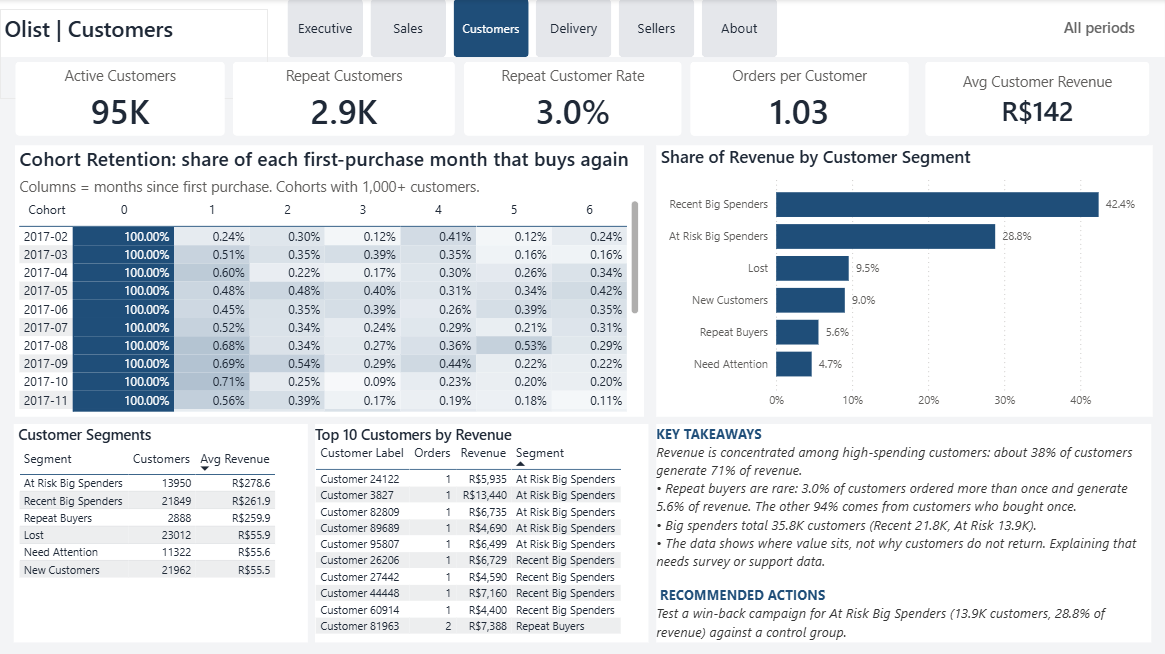 Olist | Customers
Executive
Sales
Customers
Delivery
Sellers
About
All periods
Active Customers
95K
Repeat Customers
2.9K
Repeat Customer Rate
3.0%
Orders per Customer
1.03
Avg Customer Revenue
R$142
Cohort Retention: share of each first-purchase month that buys again
Columns = months since first purchase. Cohorts with 1,000+ customers.
Cohort 0 1 2 3 4 5 6
2017-02 100.00% 0.24% 0.30% 0.12% 0.41% 0.12% 0.24%
2017-03 100.00% 0.51% 0.35% 0.39% 0.35% 0.16% 0.16%
2017-04 100.00% 0.60% 0.22% 0.17% 0.30% 0.26% 0.34%
2017-05 100.00% 0.48% 0.48% 0.40% 0.31% 0.34% 0.42%
2017-06 100.00% 0.45% 0.35% 0.39% 0.26% 0.39% 0.35%
2017-07 100.00% 0.52% 0.34% 0.24% 0.29% 0.21% 0.31%
2017-08 100.00% 0.68% 0.34% 0.27% 0.36% 0.53% 0.29%
2017-09 100.00% 0.69% 0.54% 0.29% 0.44% 0.22% 0.22%
2017-10 100.00% 0.71% 0.25% 0.09% 0.23% 0.20% 0.20%
2017-11 100.00% 0.56% 0.39% 0.17% 0.19% 0.18% 0.11%
Share of Revenue by Customer Segment
Recent Big Spenders 42.4%
At Risk Big Spenders 28.8%
Lost 9.5%
New Customers 9.0%
Repeat Buyers 5.6%
Need Attention 4.7%
0% 10% 20% 30% 40%
Customer Segments
Segment Customers Avg Revenue
At Risk Big Spenders 13950 R$278.6
Recent Big Spenders 21849 R$261.9
Repeat Buyers 2888 R$259.9
Lost 23012 R$55.9
Need Attention 11322 R$55.6
New Customers 21962 R$55.5
Top 10 Customers by Revenue
Customer Label Orders Revenue Segment
Customer 24122 1 R$5,935 At Risk Big Spenders
Customer 3827 1 R$13,440 At Risk Big Spenders
Customer 82809 1 R$6,735 At Risk Big Spenders
Customer 89689 1 R$4,690 At Risk Big Spenders
Customer 95807 1 R$6,499 At Risk Big Spenders
Customer 26206 1 R$6,729 Recent Big Spenders
Customer 27442 1 R$4,590 Recent Big Spenders
Customer 44448 1 R$7,160 Recent Big Spenders
Customer 60914 1 R$4,400 Recent Big Spenders
Customer 81963 2 R$7,388 Repeat Buyers
KEY TAKEAWAYS
Revenue is concentrated among high-spending customers: about 38% of customers
generate 71% of revenue.
• Repeat buyers are rare: 3.0% of customers ordered more than once and generate
5.6% of revenue. The other 94% comes from customers who bought once.
• Big spenders total 35.8K customers (Recent 21.8K, At Risk 13.9K).
• The data shows where value sits, not why customers do not return. Explaining that
needs survey or support data.
RECOMMENDED ACTIONS
Test a win-back campaign for At Risk Big Spenders (13.9K customers, 28.8% of
revenue) against a control group.